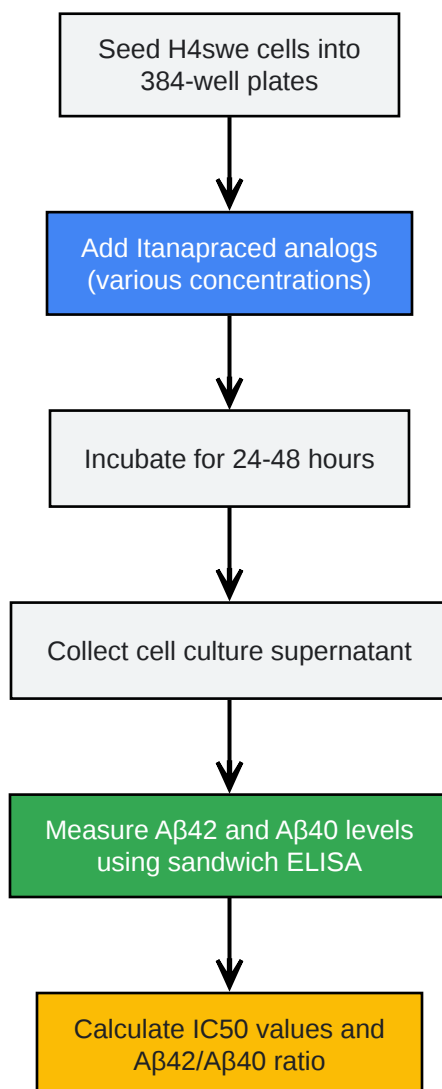 Seed H4swe cells into
384-well plates
Add Itanapraced analogs
(various concentrations)
Incubate for 24-48 hours
Collect cell culture supernatant
Measure Aβ42 and Aβ40 levels
using sandwich ELISA
Calculate IC50 values and
Aβ42/Aβ40 ratio